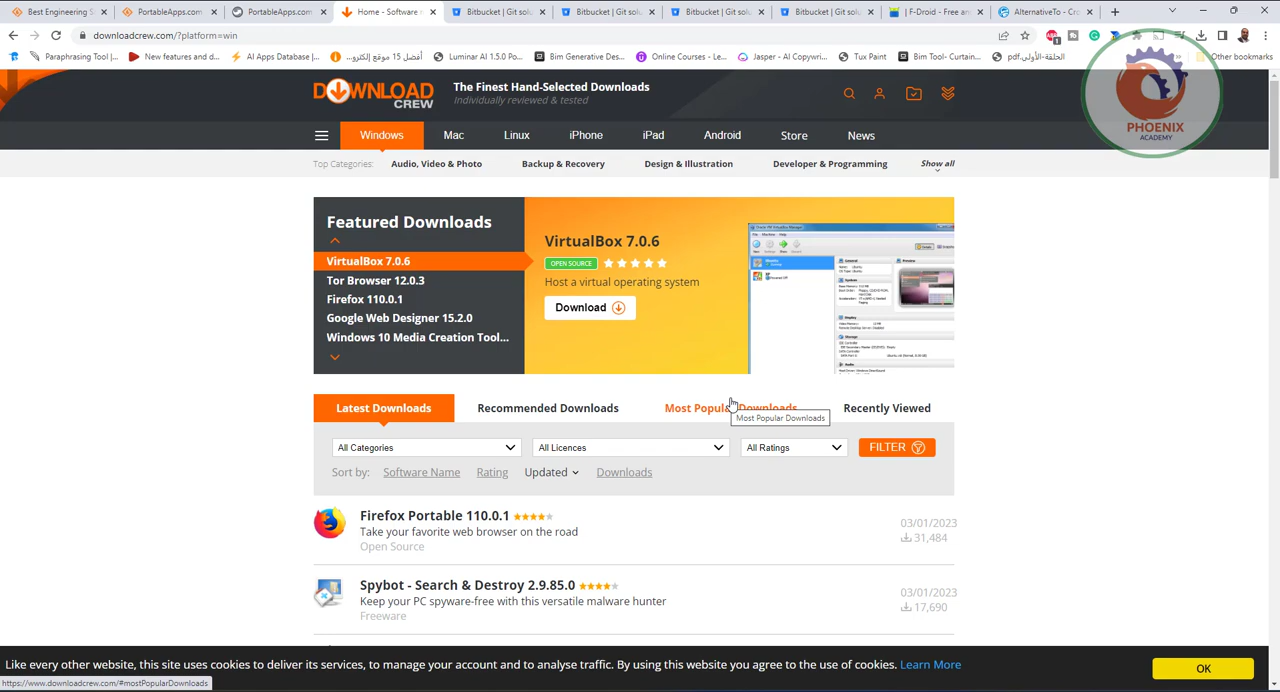 Best Engineering S
PortableApps.com
PortableApps.com
Home - Software
Bitbucket | Git solu
Bitbucket | Git solu
Bitbucket | Git solu
Bitbucket | Git solu
| F-Droid - Free an
AlternativeTo - Cro
downloadcrew.com/?platform=win
Paraphrasing Tool |...
New features and d...
AI Apps Database |...
أفضل 15 موقع إلكترو...
Bim Generative Des...
Online Courses - Le...
Jasper - AI Copywri...
Tux Paint
Bim Tool- Curtain...
الحلقة-الأولي.pdf
Other bookmarks
DOWNLOAD
CREW
The Finest Hand-Selected Downloads
Individually reviewed & tested
PHOENIX
ACADEMY
Windows
Mac
Linux
iPhone
iPad
Android
Store
News
Top Categories:
Audio, Video & Photo
Backup & Recovery
Design & Illustration
Developer & Programming
Show all
Featured Downloads
VirtualBox 7.0.6
Tor Browser 12.0.3
Firefox 110.0.1
Google Web Designer 15.2.0
Windows 10 Media Creation Tool...
VirtualBox 7.0.6
OPEN SOURCE
Host a virtual operating system
Download
Latest Downloads
Recommended Downloads
Most Popular Downloads
Recently Viewed
Most Popular Downloads
All Categories
All Licences
All Ratings
FILTER
Sort by:
Software Name
Rating
Updated
Downloads
Firefox Portable 110.0.1
Take your favorite web browser on the road
Open Source
03/01/2023
31,484
Spybot - Search & Destroy 2.9.85.0
Keep your PC spyware-free with this versatile malware hunter
Freeware
03/01/2023
17,690
Like every other website, this site uses cookies to deliver its services, to manage your account and to analyse traffic. By using this website you agree to the use of cookies. Learn More
OK
https://www.downloadcrew.com/#mostPopularDownloads